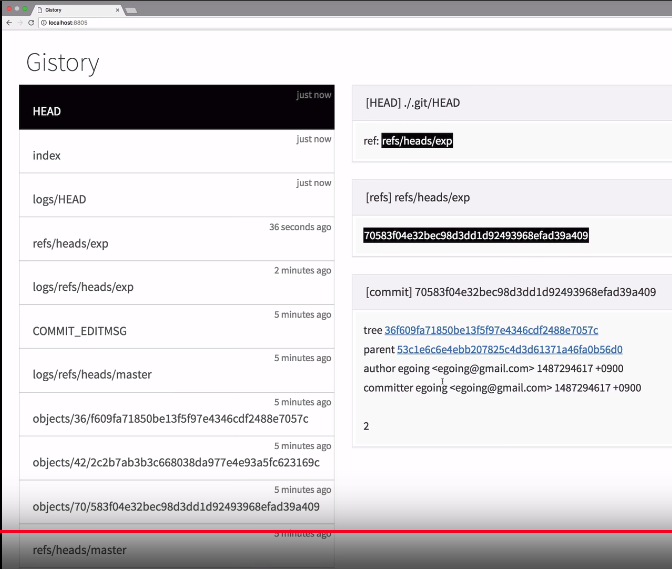 Gistory
localhost:8805
Gistory
just now
HEAD
just now
index
just now
logs/HEAD
36 seconds ago
refs/heads/exp
2 minutes ago
logs/refs/heads/exp
5 minutes ago
COMMIT_EDITMSG
5 minutes ago
logs/refs/heads/master
5 minutes ago
objects/36/f609fa71850be13f5f97e4346cdf2488e7057c
5 minutes ago
objects/42/2c2b7ab3b3c668038da977e4e93a5fc623169c
5 minutes ago
objects/70/583f04e32bec98d3dd1d92493968efad39a409
5 minutes ago
refs/heads/master
[HEAD] ./.git/HEAD
ref: refs/heads/exp
[refs] refs/heads/exp
70583f04e32bec98d3dd1d92493968efad39a409
[commit] 70583f04e32bec98d3dd1d92493968efad39a409
tree 36f609fa71850be13f5f97e4346cdf2488e7057c
parent 53c1e6c6e4ebb207825c4d3d61371a46fa0b56d0
author egoing <egoing@gmail.com> 1487294617 +0900
committer egoing <egoing@gmail.com> 1487294617 +0900
2